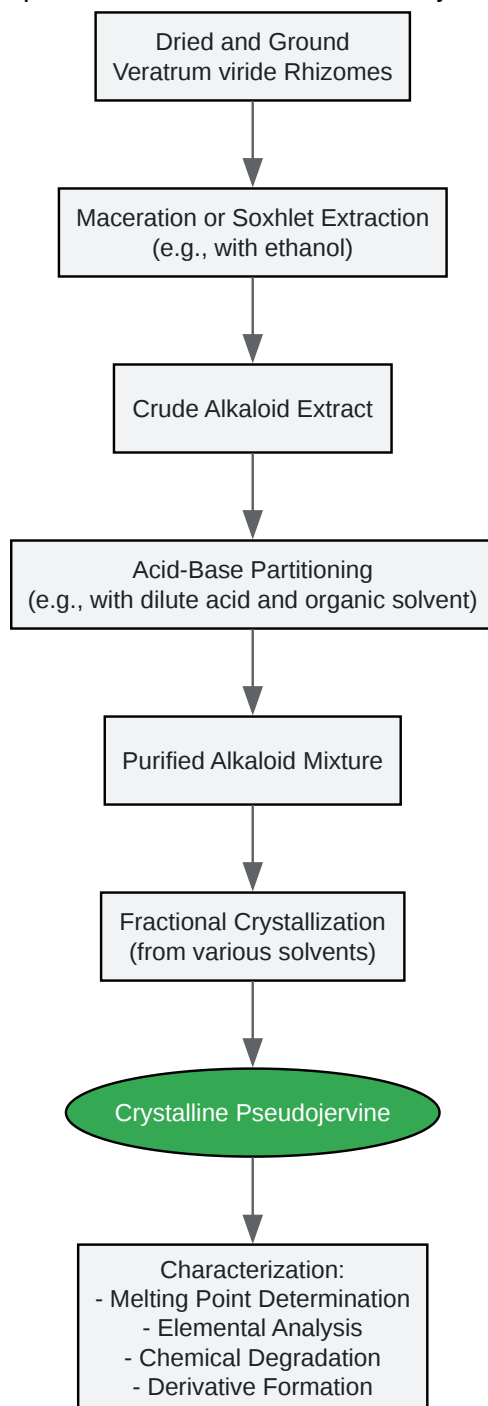 Dried and Ground
Veratrum viride Rhizomes
Maceration or Soxhlet Extraction
(e.g., with ethanol)
Crude Alkaloid Extract
Acid-Base Partitioning
(e.g., with dilute acid and organic solvent)
Purified Alkaloid Mixture
Fractional Crystallization
(from various solvents)
Crystalline Pseudojervine
Characterization:
- Melting Point Determination
- Elemental Analysis
- Chemical Degradation
- Derivative Formation